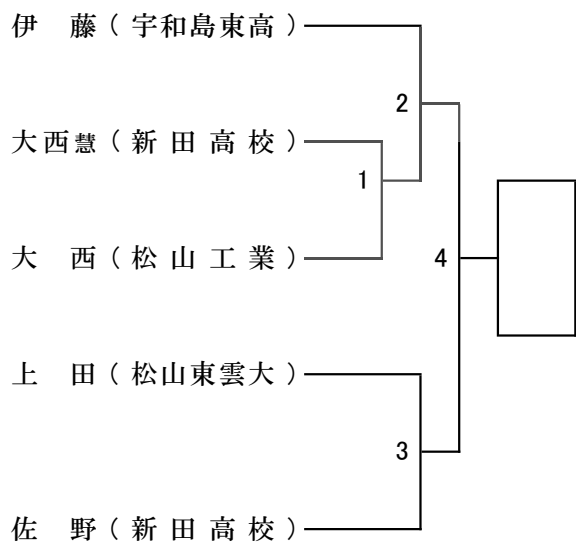 伊 藤 ( 宇和島東高 )
2
大西慧 ( 新 田 高 校 )
1
大 西 ( 松 山 工 業 )
4
上 田 ( 松山東雲大 )
3
佐 野 ( 新 田 高 校 )